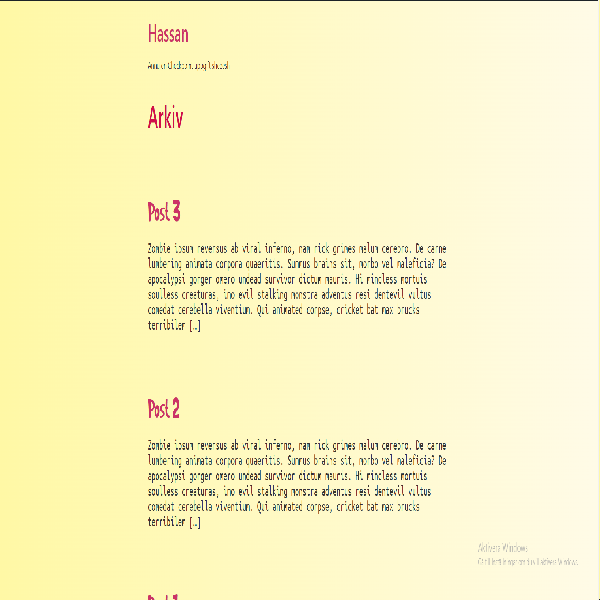 Hassan
Arkiv
Post 3
Zombie ipsum reversus ab viral inferno, nam rick grimes malum cerebro. De carne
lumbering animata corpora quaeritis. Summus brains sit, morbo vel maleficia? De
apocalypsi gorger omero undead survivor dictum mauris. Hi mindless mortuis
soulless creaturas, imo evil stalking monstra adventus resi dentevil vultus
comedat cerebella viventium. Qui animated corpse, cricket bat max brucks
terribilem […]
Post 2
Zombie ipsum reversus ab viral inferno, nam rick grimes malum cerebro. De carne
lumbering animata corpora quaeritis. Summus brains sit, morbo vel maleficia? De
apocalypsi gorger omero undead survivor dictum mauris. Hi mindless mortuis
soulless creaturas, imo evil stalking monstra adventus resi dentevil vultus
comedat cerebella viventium. Qui animated corpse, cricket bat max brucks
terribilem […]
Aktivera Windows